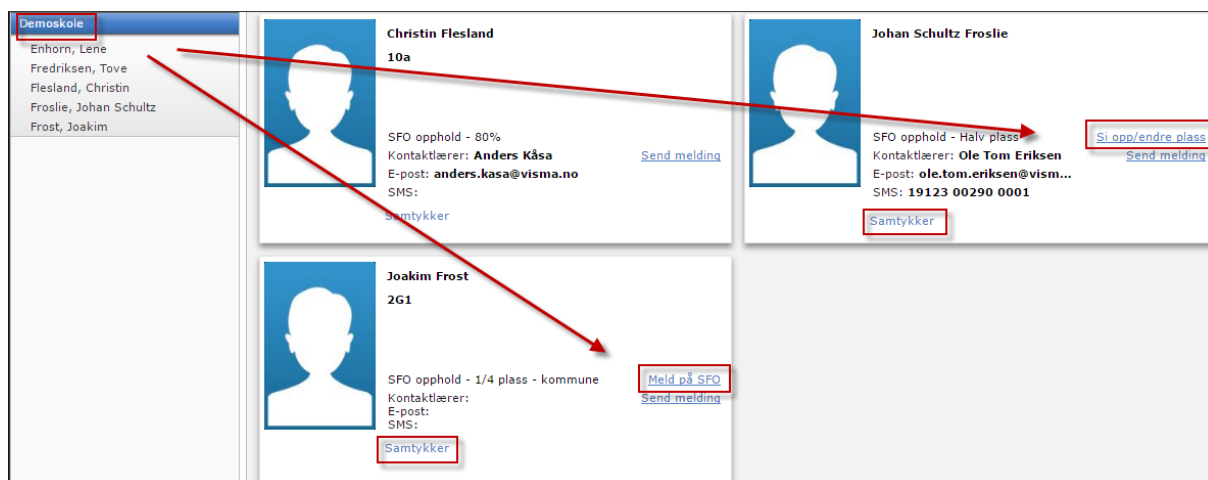 Demoskole
Enhorn, Lene
Fredriksen, Tove
Flesland, Christin
Froslie, Johan Schultz
Frost, Joakim
Christin Flesland
10a
SFO opphold - 80%
Kontaktlærer: Anders Kåsa Send melding
E-post: anders.kasa@visma.no
SMS:
Samtykker
Johan Schultz Froslie
SFO opphold - Halv plass Si opp/endre plass
Kontaktlærer: Ole Tom Eriksen Send melding
E-post: ole.tom.eriksen@vism...
SMS: 19123 00290 0001
Samtykker
Joakim Frost
2G1
SFO opphold - 1/4 plass - kommune Meld på SFO
Kontaktlærer: Send melding
E-post:
SMS:
Samtykker